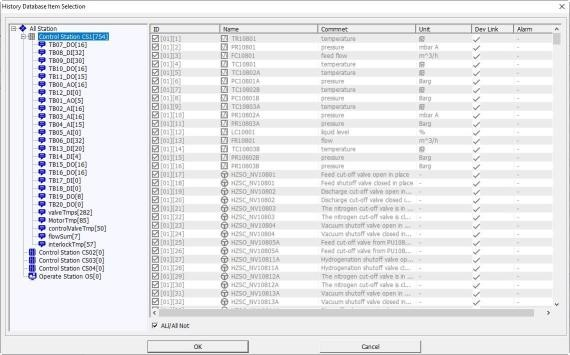 History Database Item Selection
All Station
Control Station CS1[754]
TB07_DO[16]
TB08_DI[32]
TB09_DI[30]
TB10_DO[16]
TB11_DO[15]
TB00_AO[16]
TB12_DI[0]
TB01_AO[5]
TB02_AI[16]
TB03_AI[16]
TB04_AI[15]
TB05_AI[0]
TB06_DI[32]
TB13_DI[20]
TB14_DI[4]
TB15_DO[16]
TB16_DO[16]
TB17_DI[0]
TB18_DI[0]
TB19_DO[8]
TB20_DO[0]
valveTmps[282]
MotorTmp[85]
controlValveTmp[50]
flowSum[7]
interlockTmp[57]
Control Station CS02[0]
Control Station CS03[0]
Control Station CS04[0]
Operate Station OS[0]
ID Name Commet Unit Dev Link Alarm
[01][1] TR10801 temperature
[01][2] PR10801 pressure mbar A -
[01][3] FC10801 feed flow m^3/h -
[01][4] TC10801 temperature -
[01][5] TC10802A temperature -
[01][6] PC10801A pressure Barg -
[01][7] TC10802B temperature -
[01][8] PC10801B pressure Barg -
[01][9] TC10803A temperature -
[01][10] PR10802A pressure mbar A -
[01][11] PR10803A pressure Barg -
[01][12] LC10801 liquid level % -
[01][13] FR10801 flow m^3/h -
[01][14] TC10803B temperature -
[01][15] PR10802B pressure Barg -
[01][16] PR10803B pressure Barg -
[01][17] HZSO_NV10801 Feed cut-off valve open in place -
[01][18] HZSC_NV10801 Feed shutoff valve closed in place - -
[01][19] HZSO_NV10802 Discharge cut-off valve open in ... - -
[01][20] HZSC_NV10802 Discharge shutoff valve closed ... - -
[01][21] HZSO_NV10803 The nitrogen cut-off valve is in ... - -
[01][22] HZSC_NV10803 The nitrogen cut-off valve is cl... - -
[01][23] HZSO_NV10804 Vacuum shutoff valve open in ... - -
[01][24] HZSC_NV10804 Vacuum shutoff valve closed in... - -
[01][25] HZSO_NV10805A Feed cut-off valve from PU108... - -
[01][26] HZSC_NV10805A Feed cut-off valve from PU10B... - -
[01][27] HZSO_NV10811A Hydrogenation shutoff valve op... - -
[01][28] HZSC_NV10811A Hydrogenation shutoff valve cl... - -
[01][29] HZSO_NV10812A The nitrogen cut-off valve is in ... - -
[01][30] HZSC_NV10812A The nitrogen cut-off valve is cl... - -
[01][31] HZSO_NV10813A Vacuum shutoff valve open in ... - -
[01][32] HZSC_NV10813A Vacuum shutoff valve closed in... - -
ALl/All Not
OK Cancel